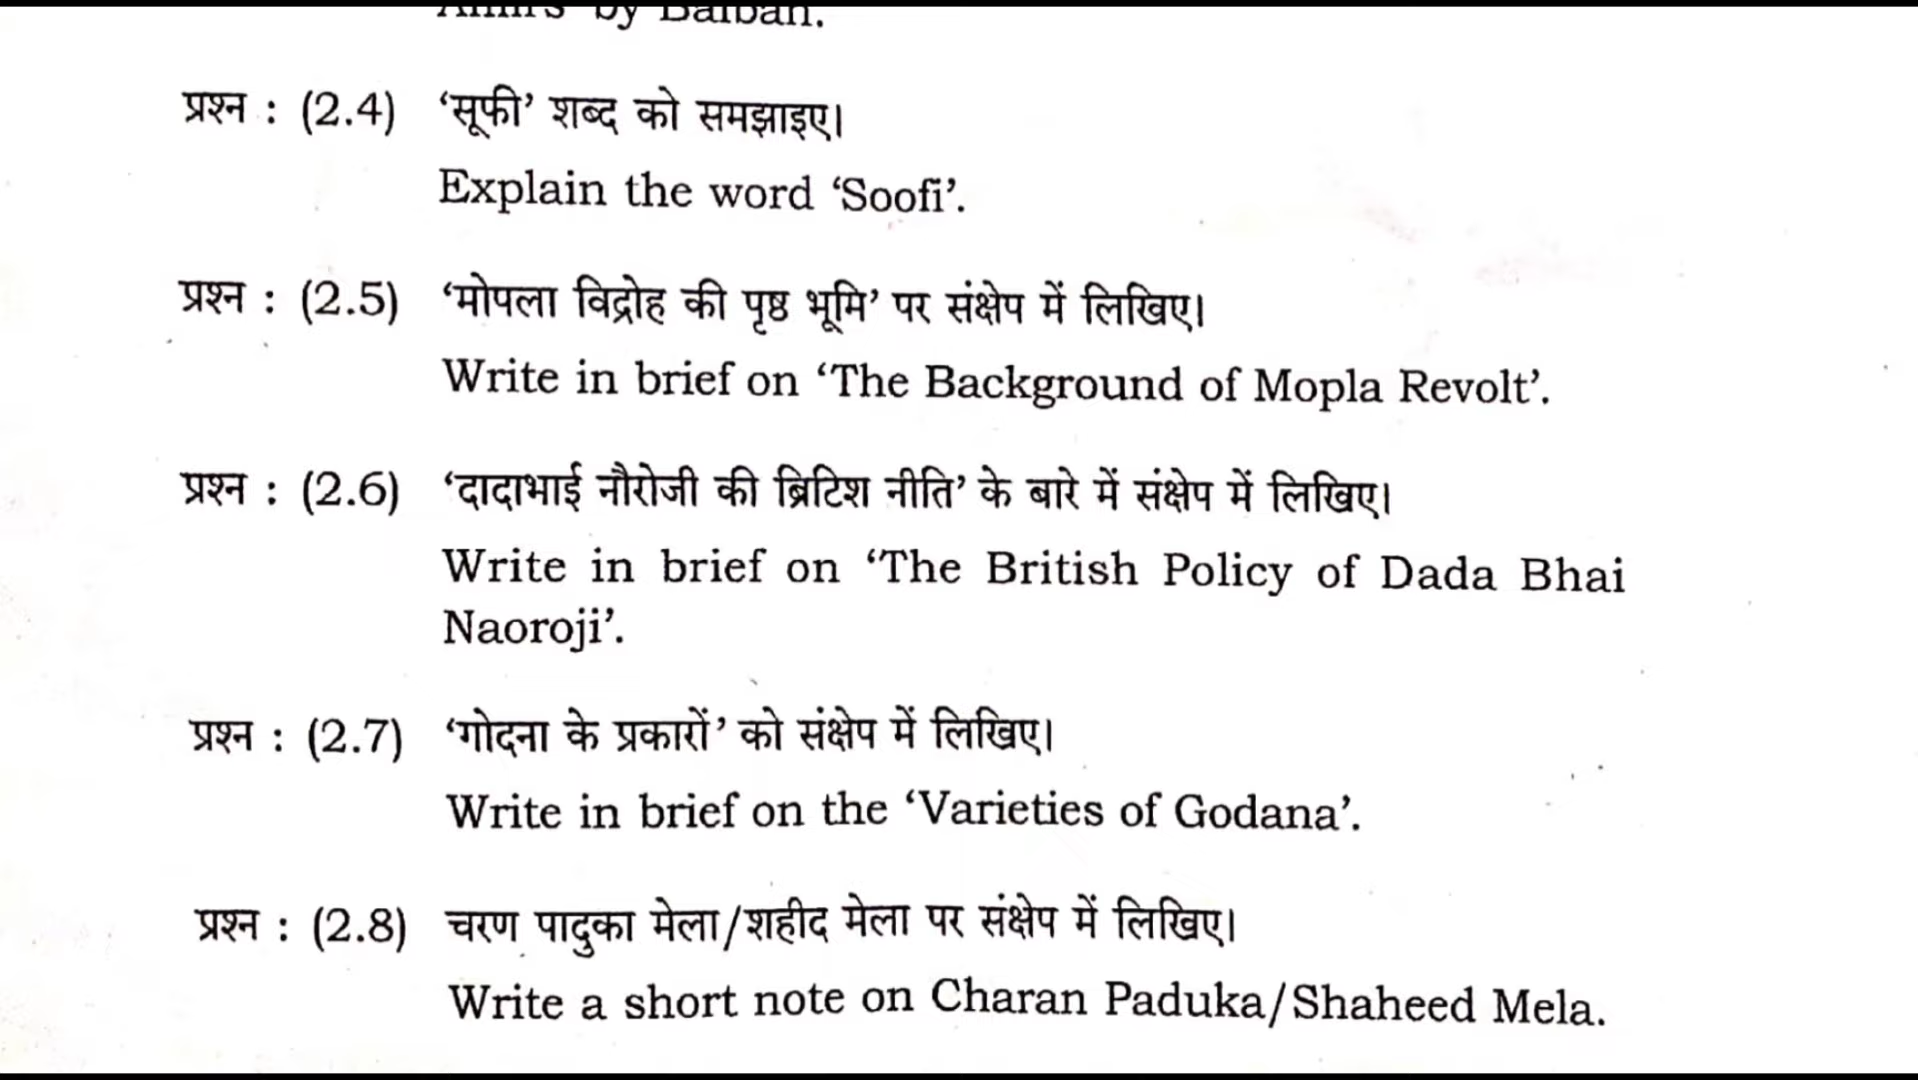 Amirs by Balban.
प्रश्न : (2.4) ‘सूफी’ शब्द को समझाइए।
Explain the word ‘Soofi’.
प्रश्न : (2.5) ‘मोपला विद्रोह की पृष्ठ भूमि’ पर संक्षेप में लिखिए।
Write in brief on ‘The Background of Mopla Revolt’.
प्रश्न : (2.6) ‘दादाभाई नौरोजी की ब्रिटिश नीति’ के बारे में संक्षेप में लिखिए।
Write in brief on ‘The British Policy of Dada Bhai
Naoroji’.
प्रश्न : (2.7) ‘गोदना के प्रकारों’ को संक्षेप में लिखिए।
Write in brief on the ‘Varieties of Godana’.
प्रश्न : (2.8) चरण पादुका मेला/शहीद मेला पर संक्षेप में लिखिए।
Write a short note on Charan Paduka/Shaheed Mela.